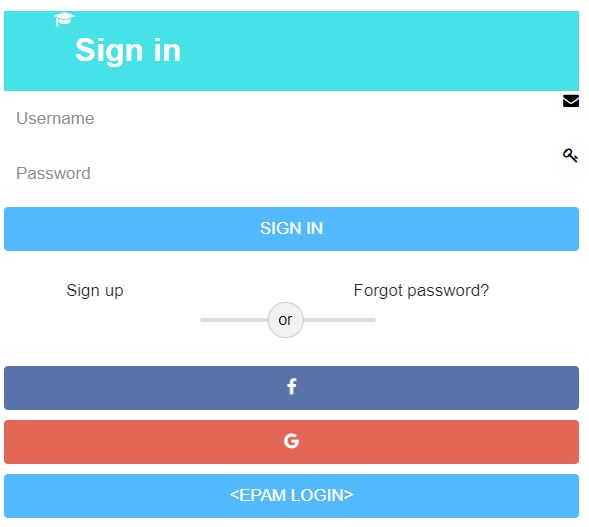 Sign in
Username
Password
SIGN IN
Sign up
Forgot password?
or
<EPAM LOGIN>